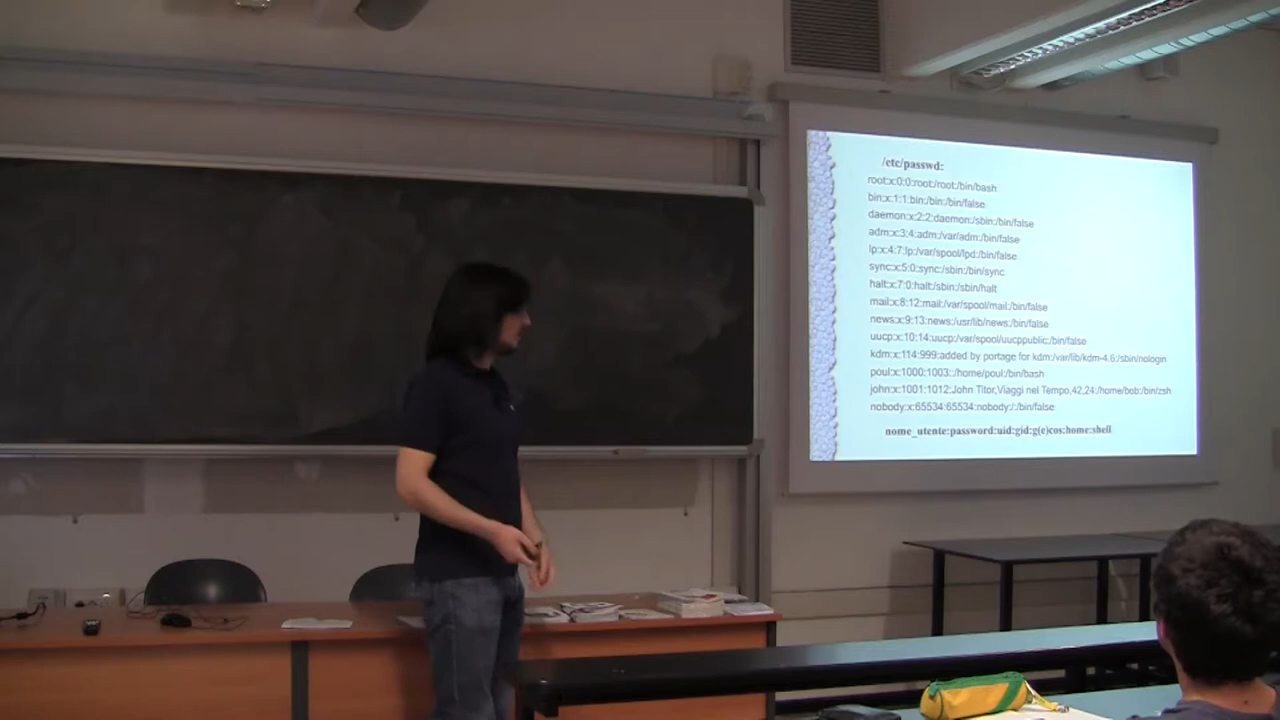 /etc/passwd:
root:x:0:0:root:/root:/bin/bash
bin:x:1:1:bin:/bin:/bin/false
daemon:x:2:2:daemon:/sbin:/bin/false
adm:x:3:4:adm:/var/adm:/bin/false
lp:x:4:7:lp:/var/spool/lpd:/bin/false
sync:x:5:0:sync:/sbin:/bin/sync
halt:x:7:0:halt:/sbin:/sbin/halt
mail:x:8:12:mail:/var/spool/mail:/bin/false
news:x:9:13:news:/usr/lib/news:/bin/false
uucp:x:10:14:uucp:/var/spool/uucppublic:/bin/false
kdm:x:114:999:added by portage for kdm:/var/lib/kdm-4.6:/sbin/nologin
poul:x:1000:1003::/home/poul:/bin/bash
john:x:1001:1012:John Titor,Viaggi nel Tempo,42,24:/home/bob:/bin/zsh
nobody:x:65534:65534:nobody:/:/bin/false
nome_utente:password:uid:gid:g(e)cos:home:shell